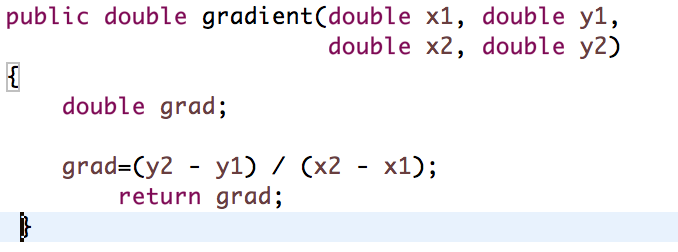 public double gradient(double x1, double y1,
                       double x2, double y2)
{
    double grad;

    grad=(y2 - y1) / (x2 - x1);
        return grad;
 }